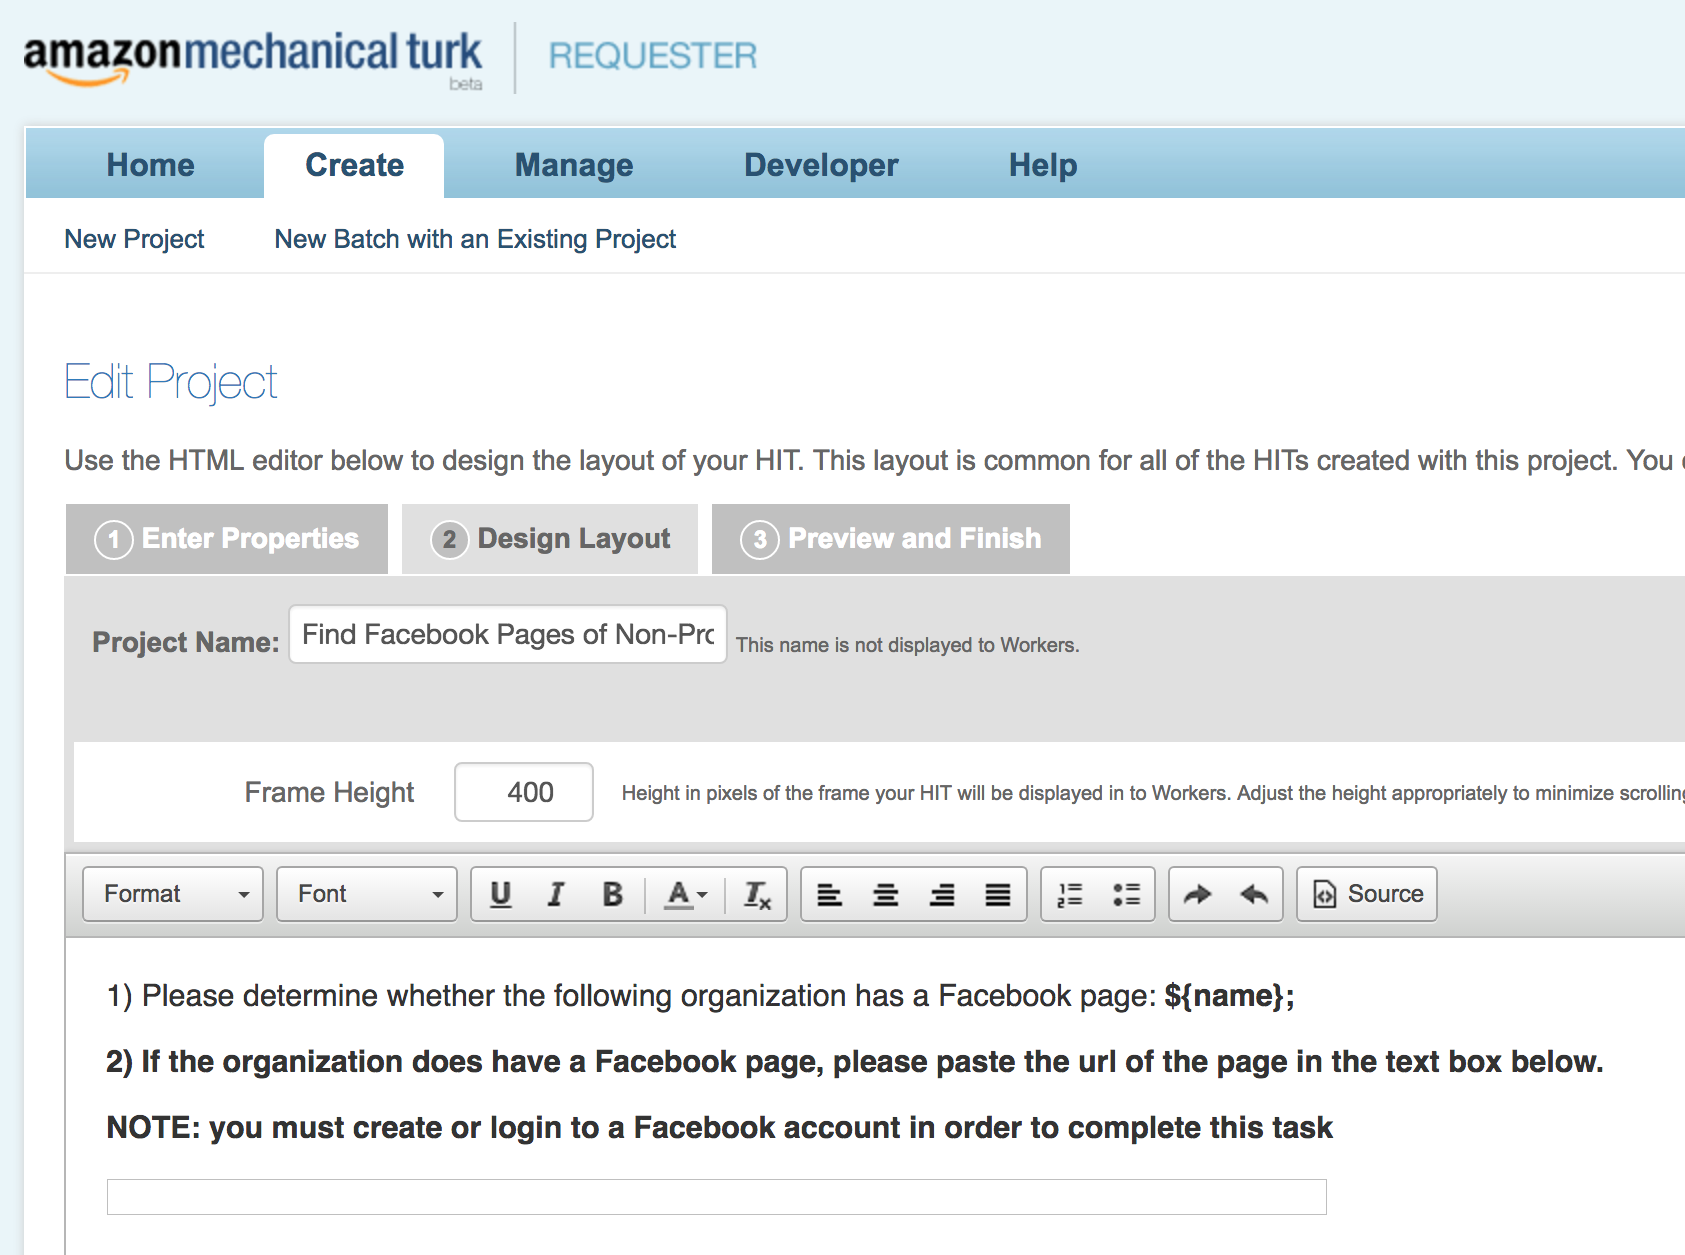 amazonmechanical turk
beta
REQUESTER
Home Create Manage Developer Help
New Project New Batch with an Existing Project
Edit Project
Use the HTML editor below to design the layout of your HIT. This layout is common for all of the HITs created with this project. You
1 Enter Properties 2 Design Layout 3 Preview and Finish
Project Name: Find Facebook Pages of Non-Pro This name is not displayed to Workers.
Frame Height 400 Height in pixels of the frame your HIT will be displayed in to Workers. Adjust the height appropriately to minimize scrolling
Format Font U I B A Tx Source
1) Please determine whether the following organization has a Facebook page: ${name};
2) If the organization does have a Facebook page, please paste the url of the page in the text box below.
NOTE: you must create or login to a Facebook account in order to complete this task